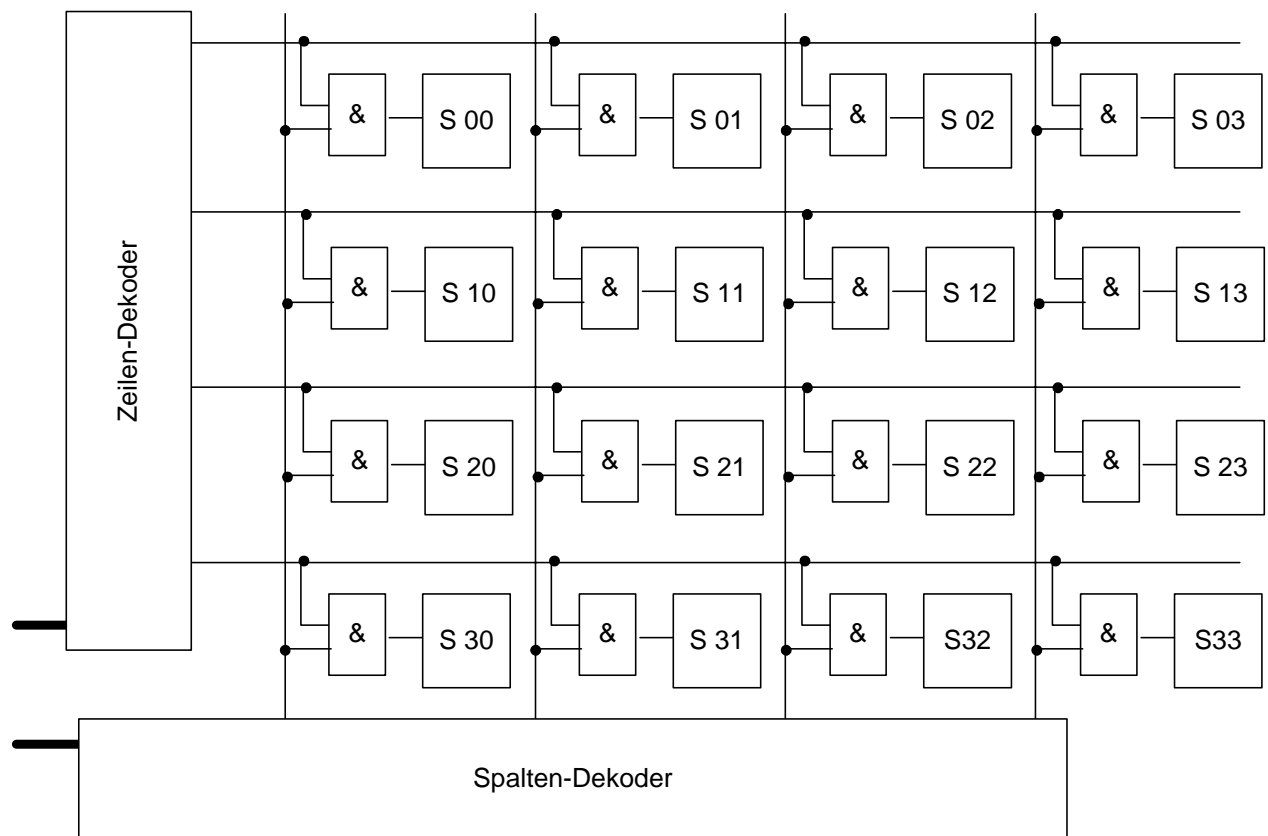 & S 00 & S 01 & S 02 & S 03
Zeilen-Dekoder
& S 10 & S 11 & S 12 & S 13
& S 20 & S 21 & S 22 & S 23
& S 30 & S 31 & S32 & S33
Spalten-Dekoder